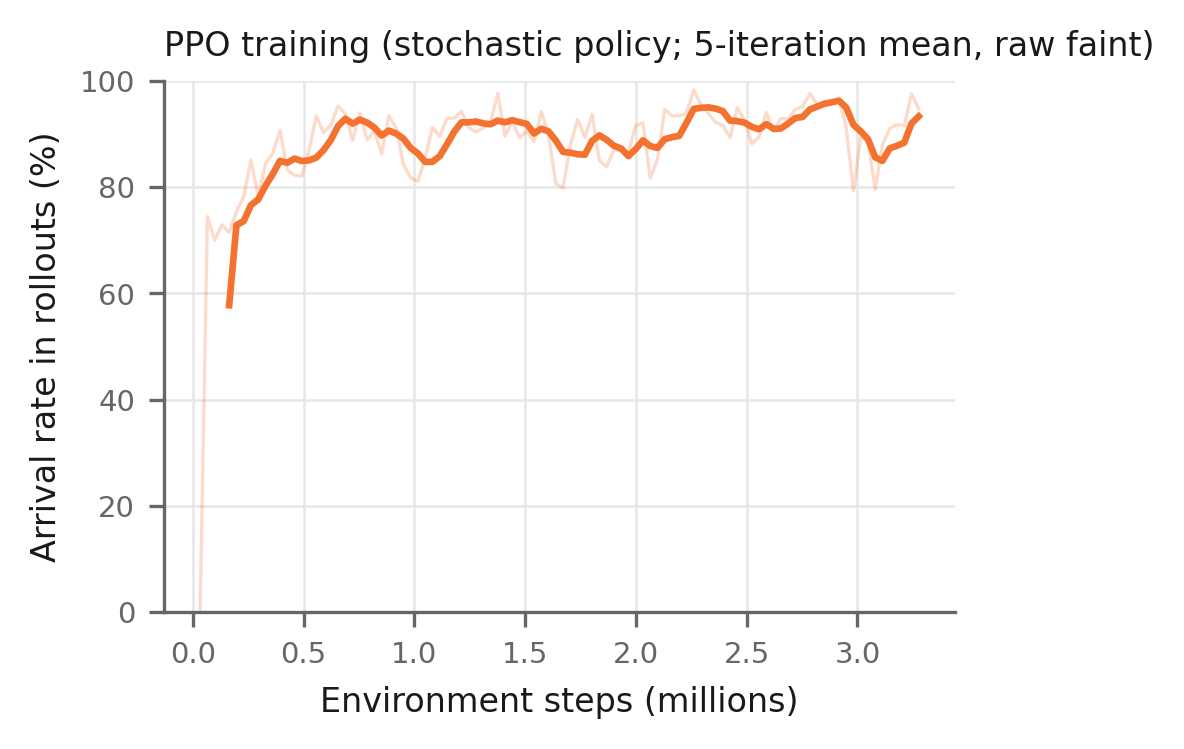 PPO training (stochastic policy; 5-iteration mean, raw faint)
Arrival rate in rollouts (%)
100
80
60
40
20
0
0.0 0.5 1.0 1.5 2.0 2.5 3.0
Environment steps (millions)